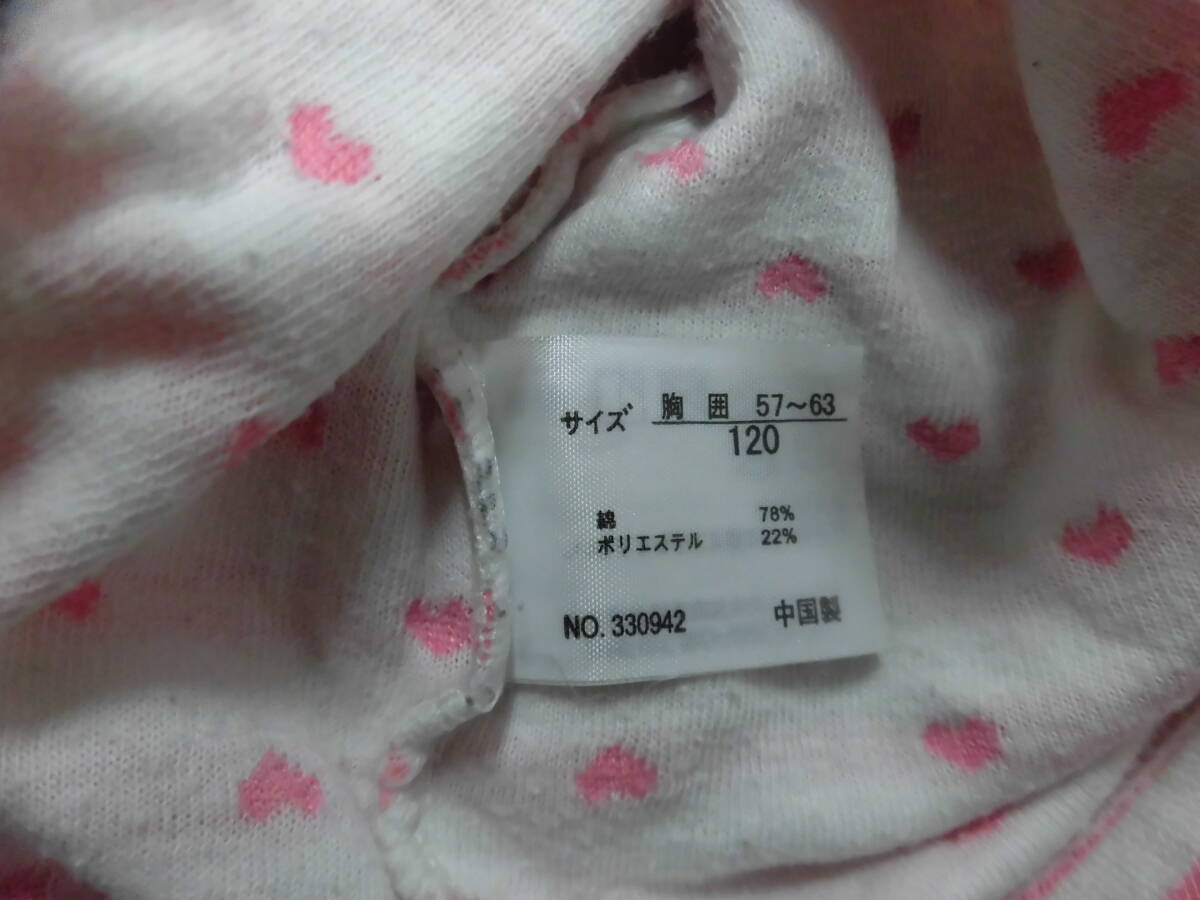 サイズ 胸 囲 57〜63
120
綿 78%
ポリエステル 22%
NO. 330942 中国製